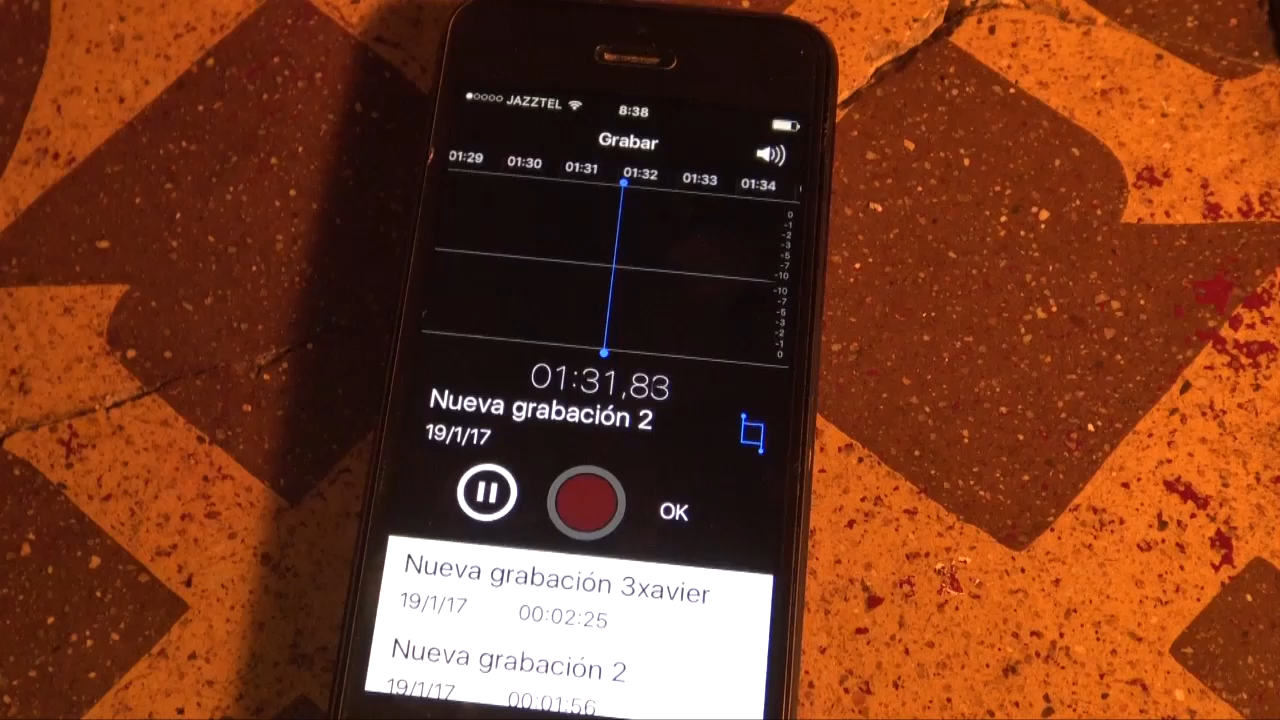 JAZZTEL 8:38
Grabar
01:29 01:30 01:31 01:32 01:33 01:34
0
-1
-2
-3
-5
-7
-10
-10
-7
-5
-3
-2
-1
0
01:31,83
Nueva grabación 2
19/1/17
OK
Nueva grabación 3xavier
19/1/17 00:02:25
Nueva grabación 2
19/1/17 00:01:56